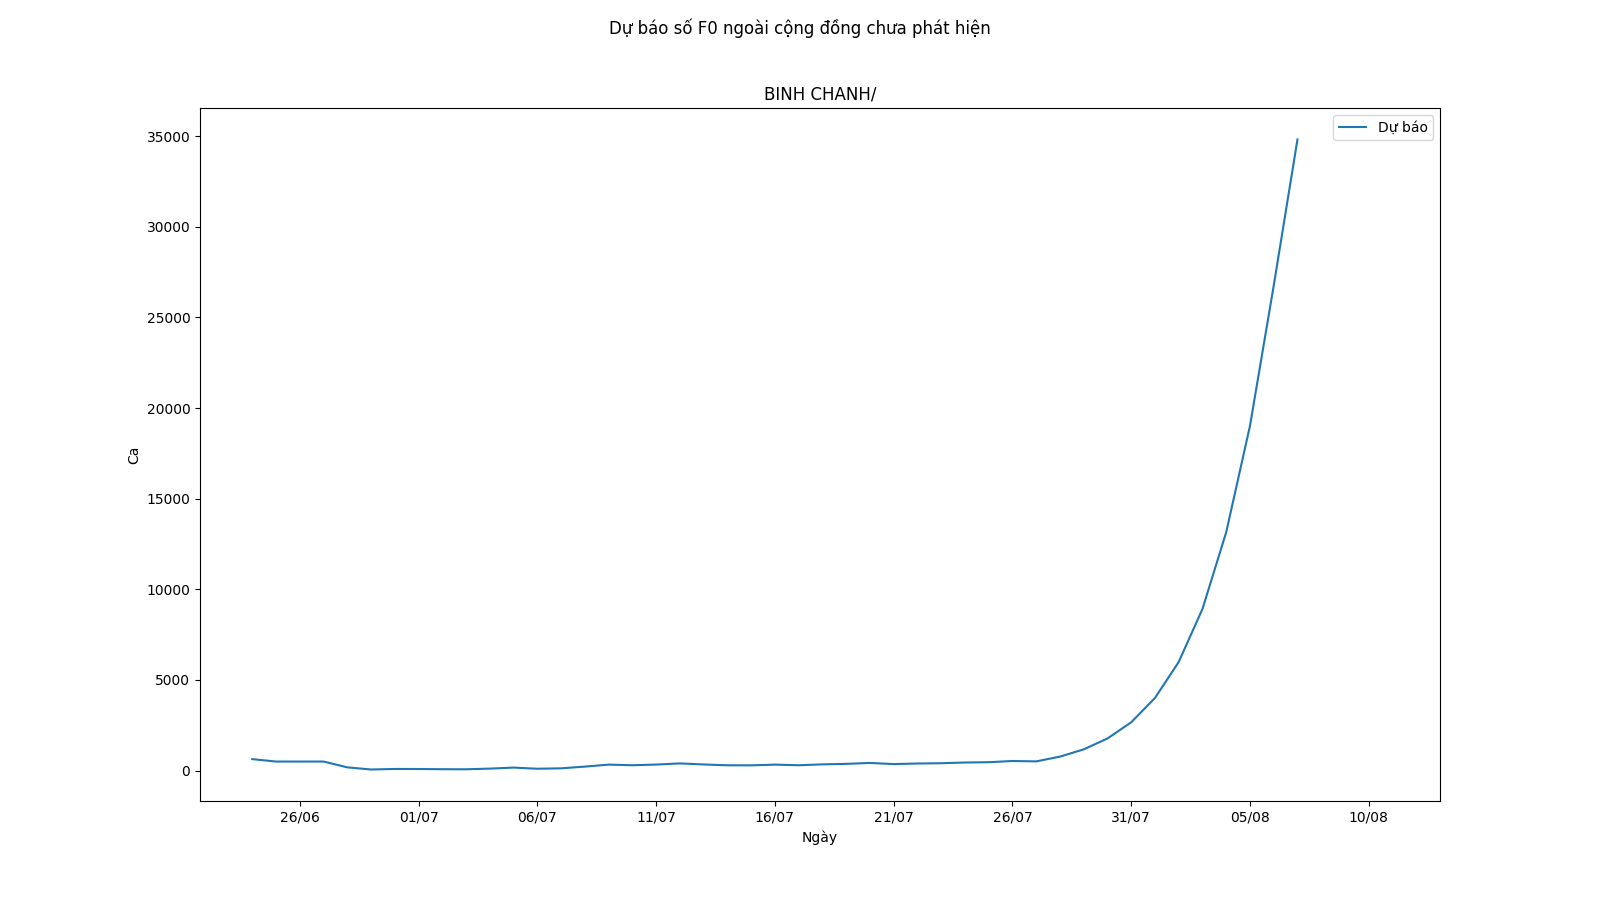 Dự báo số F0 ngoài cộng đồng chưa phát hiện
BINH CHANH/
Dự báo
35000
30000
25000
20000
15000
10000
5000
0
Ca
26/06 01/07 06/07 11/07 16/07 21/07 26/07 31/07 05/08 10/08
Ngày